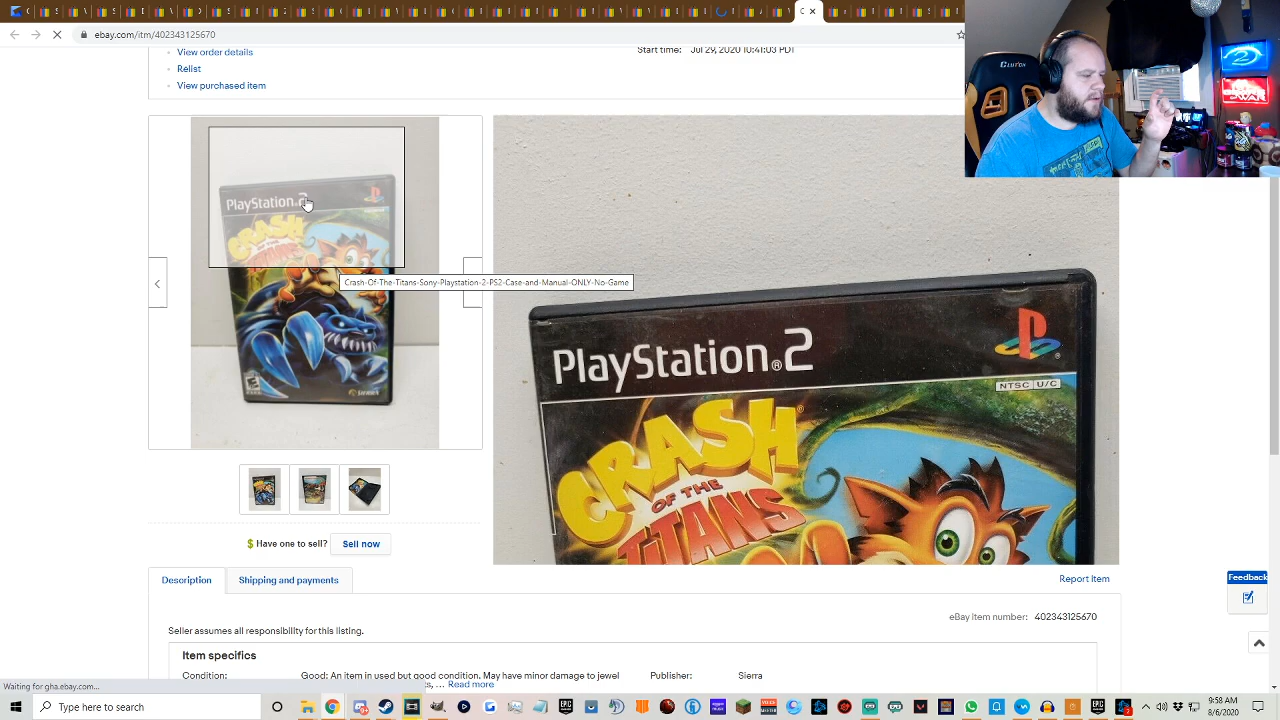 ebay.com/itm/402343125670
View order details
Start time: Jul 29, 2020 10:41:03 PDT
Relist
View purchased item
CLUTCH
2
PlayStation.2
CRASH
Crash-Of-The-Titans-Sony-Playstation-2-PS2-Case-and-Manual-ONLY-No-Game
PlayStation®2
NTSC U/C
CRASH
OF THE
TITANS
Have one to sell? Sell now
Description
Shipping and payments
Report item
Feedback
eBay item number: 402343125670
Seller assumes all responsibility for this listing.
Item specifics
Condition: Good: An item in used but good condition. May have minor damage to jewel
Publisher: Sierra
ts, ... Read more
Waiting for gha.ebay.com...
Type here to search
9:58 AM
8/6/2020